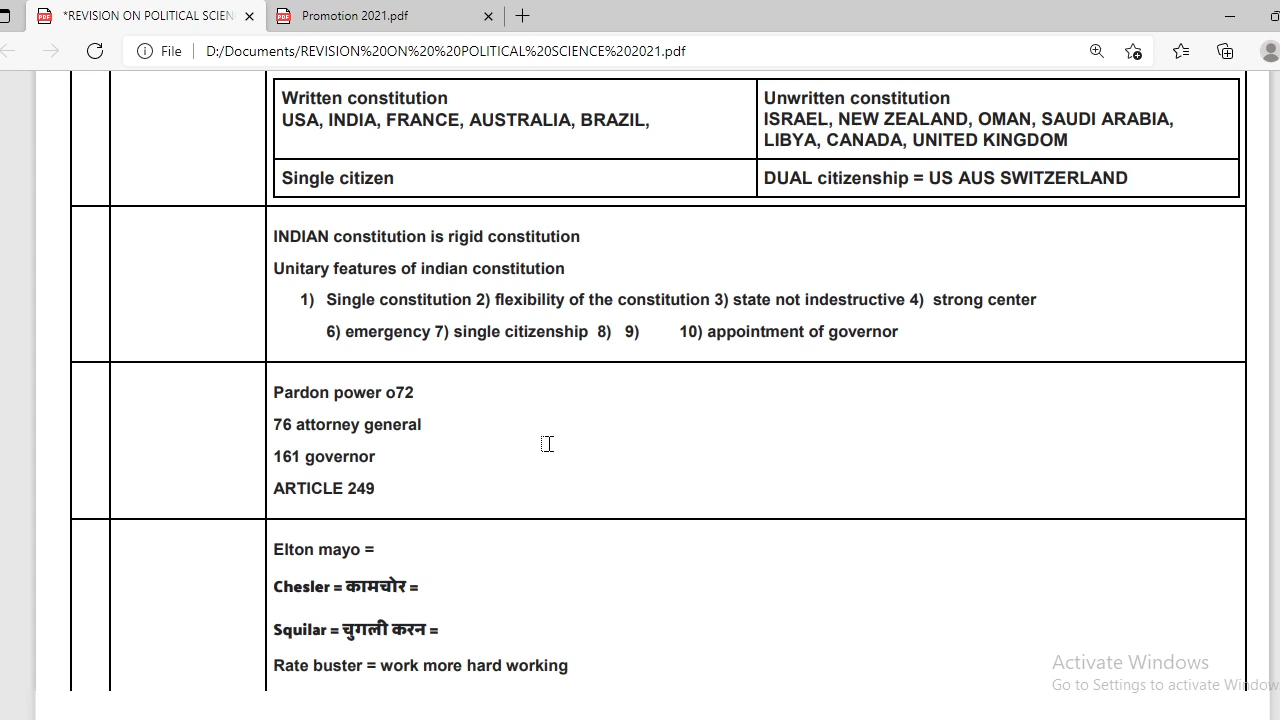 *REVISION ON POLITICAL SCIEN
Promotion 2021.pdf
File
D:/Documents/REVISION%20ON%20%20POLITICAL%20SCIENCE%202021.pdf
Written constitution
USA, INDIA, FRANCE, AUSTRALIA, BRAZIL,
Unwritten constitution
ISRAEL, NEW ZEALAND, OMAN, SAUDI ARABIA,
LIBYA, CANADA, UNITED KINGDOM
Single citizen
DUAL citizenship = US AUS SWITZERLAND
INDIAN constitution is rigid constitution
Unitary features of indian constitution
1) Single constitution 2) flexibility of the constitution 3) state not indestructive 4) strong center
6) emergency 7) single citizenship 8) 9) 10) appointment of governor
Pardon power o72
76 attorney general
161 governor
ARTICLE 249
Elton mayo =
Chesler = कामचोर =
Squilar = चुगली करन =
Rate buster = work more hard working
Activate Windows
Go to Settings to activate Window